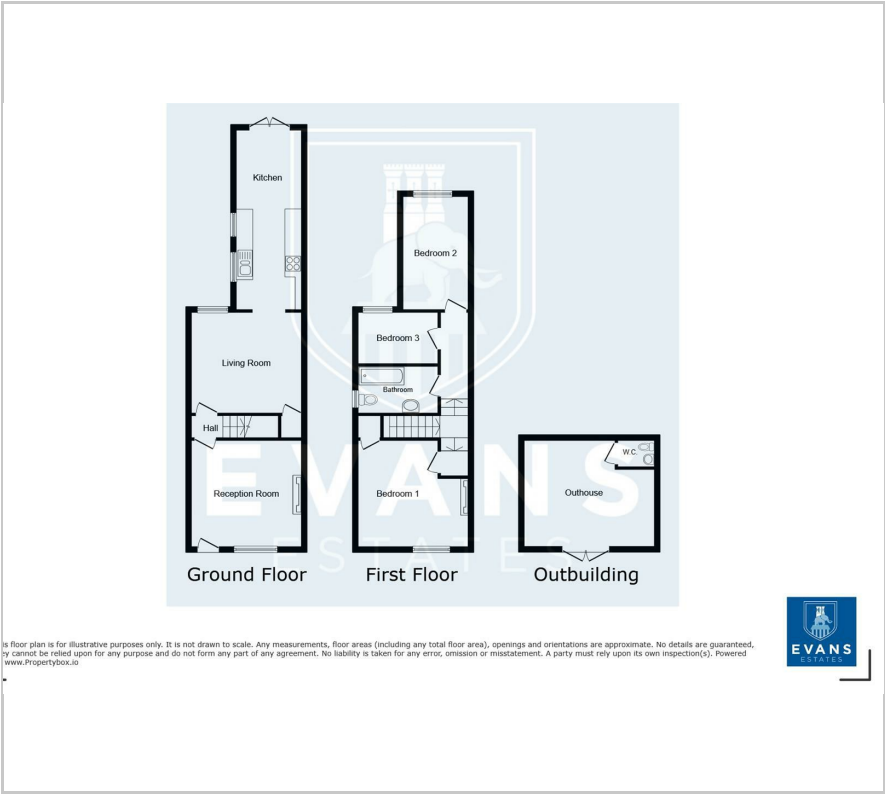 Kitchen
Living Room
Hall
Reception Room
Ground Floor
Bedroom 2
Bedroom 3
Bathroom
Bedroom 1
First Floor
W.C.
Outhouse
Outbuilding
EVANS
ESTATES
EVANS
ESTATES
is floor plan is for illustrative purposes only. It is not drawn to scale. Any measurements, floor areas (including any total floor area), openings and orientations are approximate. No details are guaranteed,
ey cannot be relied upon for any purpose and do not form any part of any agreement. No liability is taken for any error, omission or misstatement. A party must rely upon its own inspection(s). Powered
www.Propertybox.io